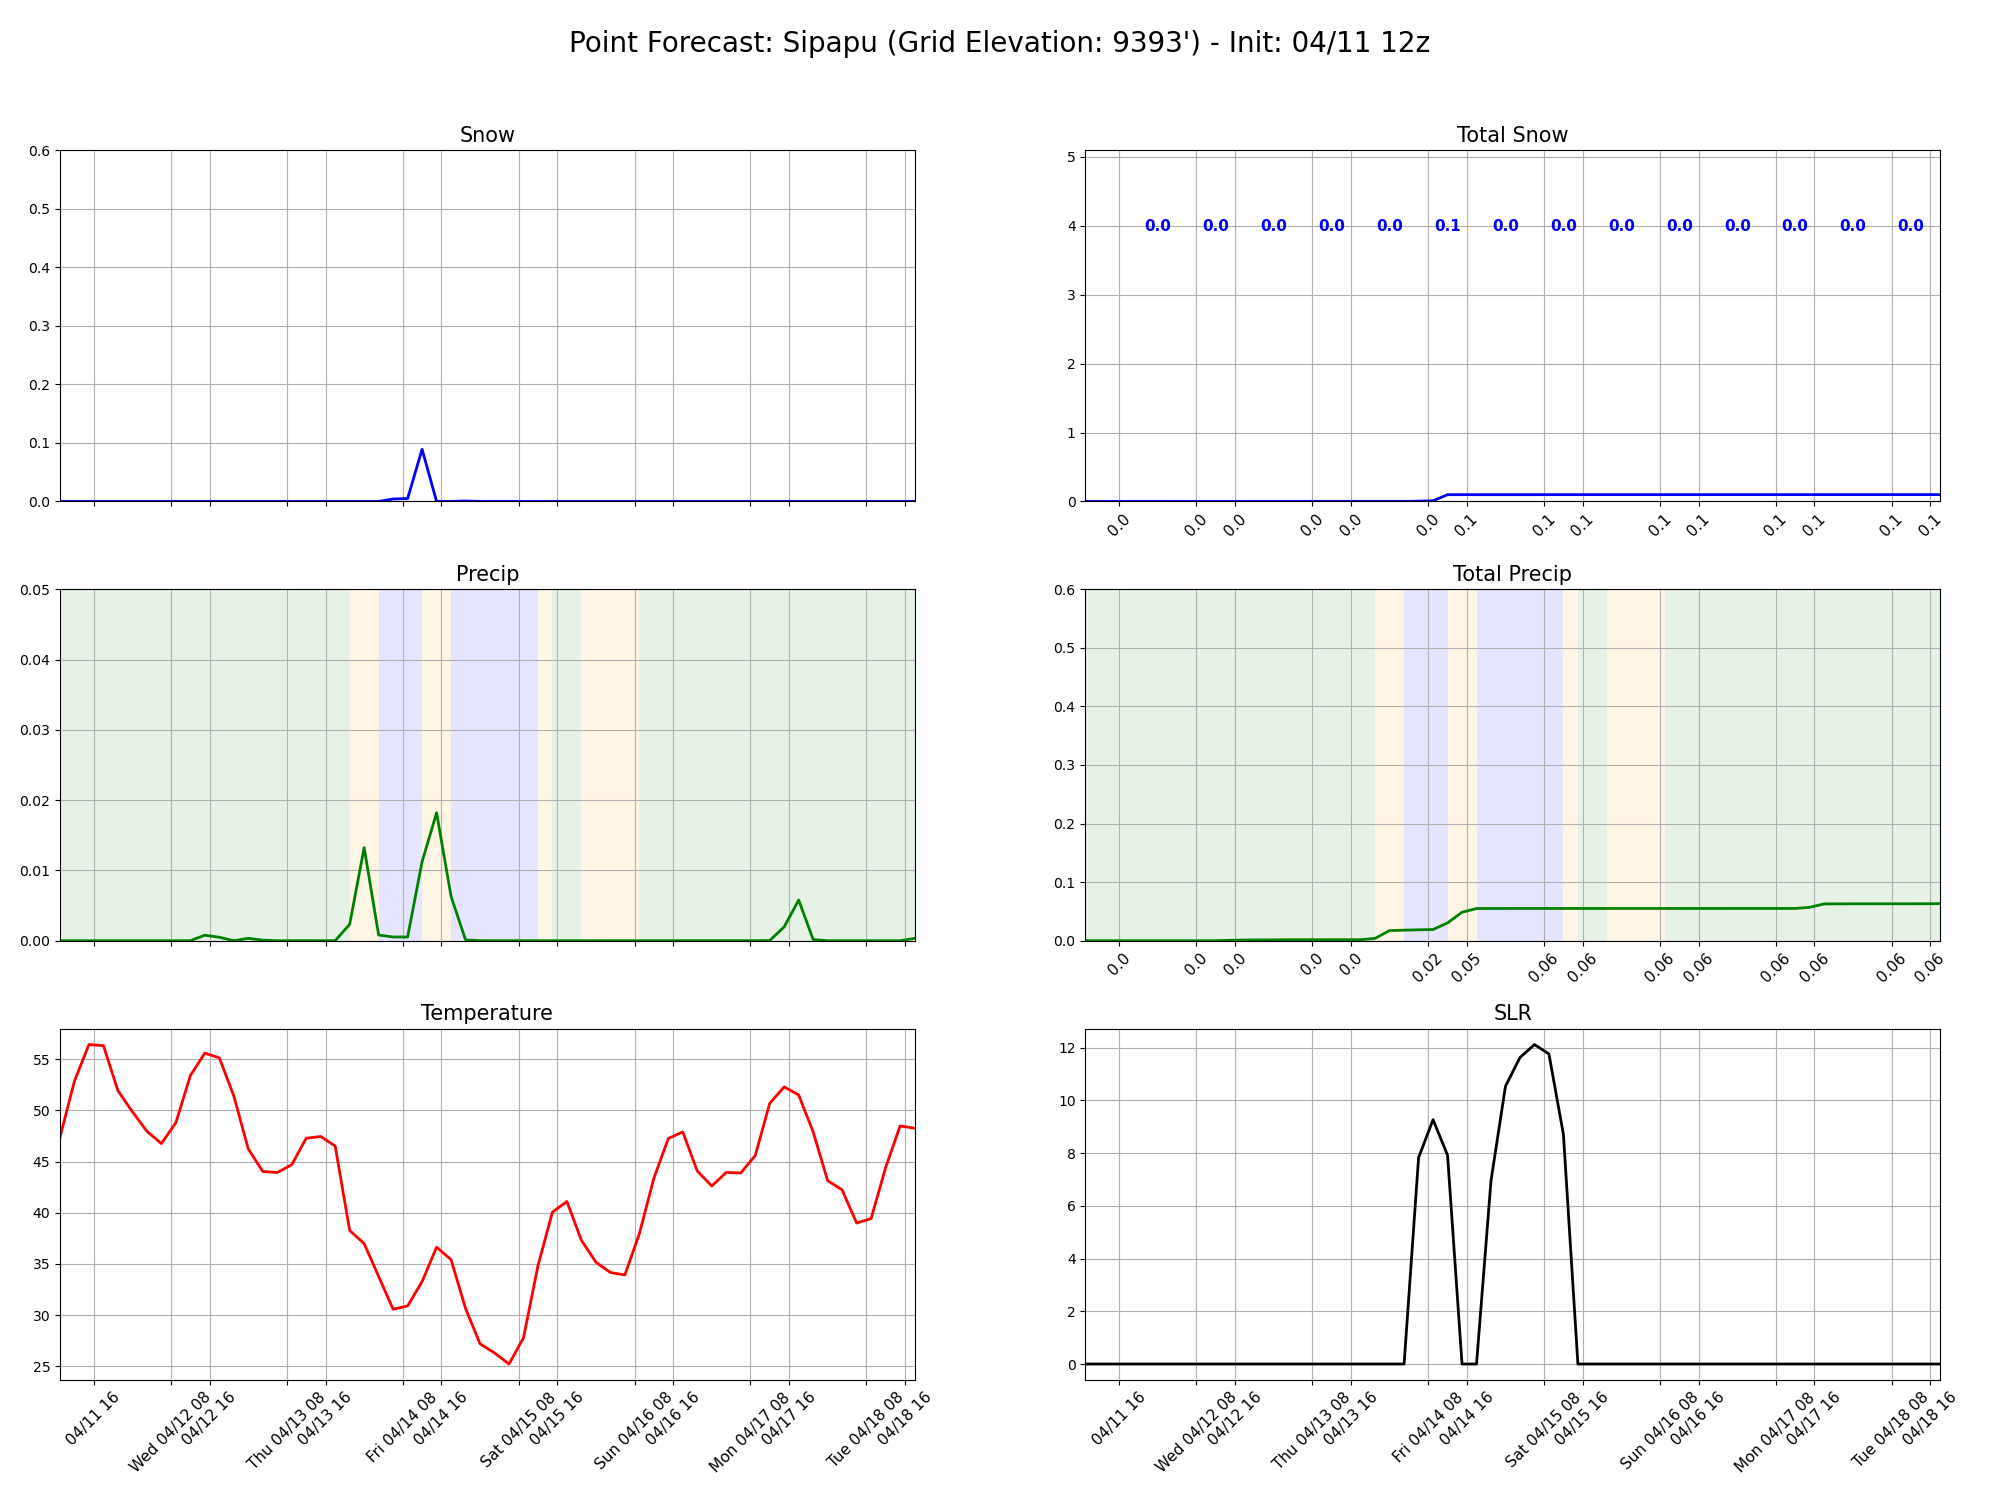 Point Forecast: Sipapu (Grid Elevation: 9393') - Init: 04/11 12z
Snow
0.6
0.5
0.4
0.3
0.2
0.1
0.0
Total Snow
5
4
3
2
1
0
0.0 0.0 0.0 0.0 0.0 0.1 0.0 0.0 0.0 0.0 0.0 0.0 0.0 0.0
0.0 0.0 0.0 0.0 0.0 0.0 0.1 0.1 0.1 0.1 0.1 0.1 0.1 0.1 0.1
Precip
0.05
0.04
0.03
0.02
0.01
0.00
Total Precip
0.6
0.5
0.4
0.3
0.2
0.1
0.0
0.0 0.0 0.0 0.0 0.0 0.02 0.05 0.06 0.06 0.06 0.06 0.06 0.06 0.06 0.06
Temperature
55
50
45
40
35
30
25
04/11 16
Wed 04/12 08
04/12 16
Thu 04/13 08
04/13 16
Fri 04/14 08
04/14 16
Sat 04/15 08
04/15 16
Sun 04/16 08
04/16 16
Mon 04/17 08
04/17 16
Tue 04/18 08
04/18 16
SLR
12
10
8
6
4
2
0
04/11 16
Wed 04/12 08
04/12 16
Thu 04/13 08
04/13 16
Fri 04/14 08
04/14 16
Sat 04/15 08
04/15 16
Sun 04/16 08
04/16 16
Mon 04/17 08
04/17 16
Tue 04/18 08
04/18 16